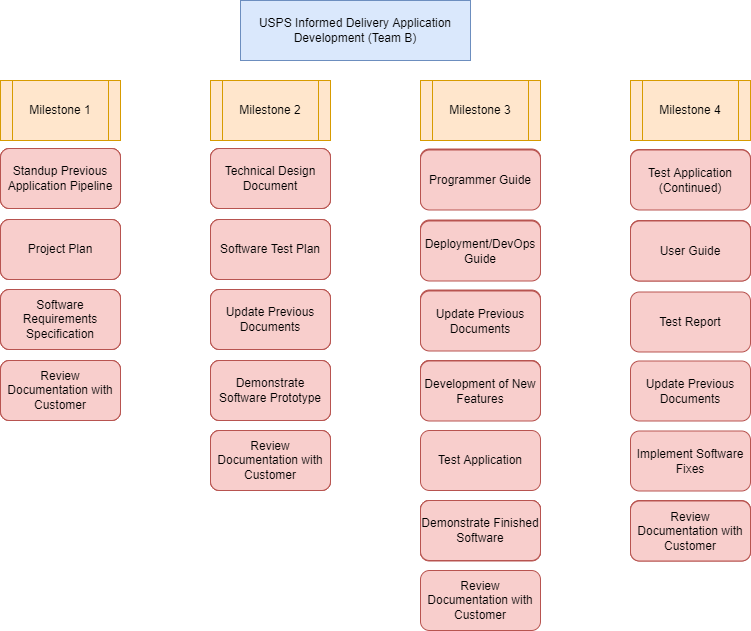 USPS Informed Delivery Application
Development (Team B)
Milestone 1
Standup Previous
Application Pipeline
Project Plan
Software
Requirements
Specification
Review
Documentation with
Customer
Milestone 2
Technical Design
Document
Software Test Plan
Update Previous
Documents
Demonstrate
Software Prototype
Review
Documentation with
Customer
Milestone 3
Programmer Guide
Deployment/DevOps
Guide
Update Previous
Documents
Development of New
Features
Test Application
Demonstrate Finished
Software
Review
Documentation with
Customer
Milestone 4
Test Application
(Continued)
User Guide
Test Report
Update Previous
Documents
Implement Software
Fixes
Review
Documentation with
Customer